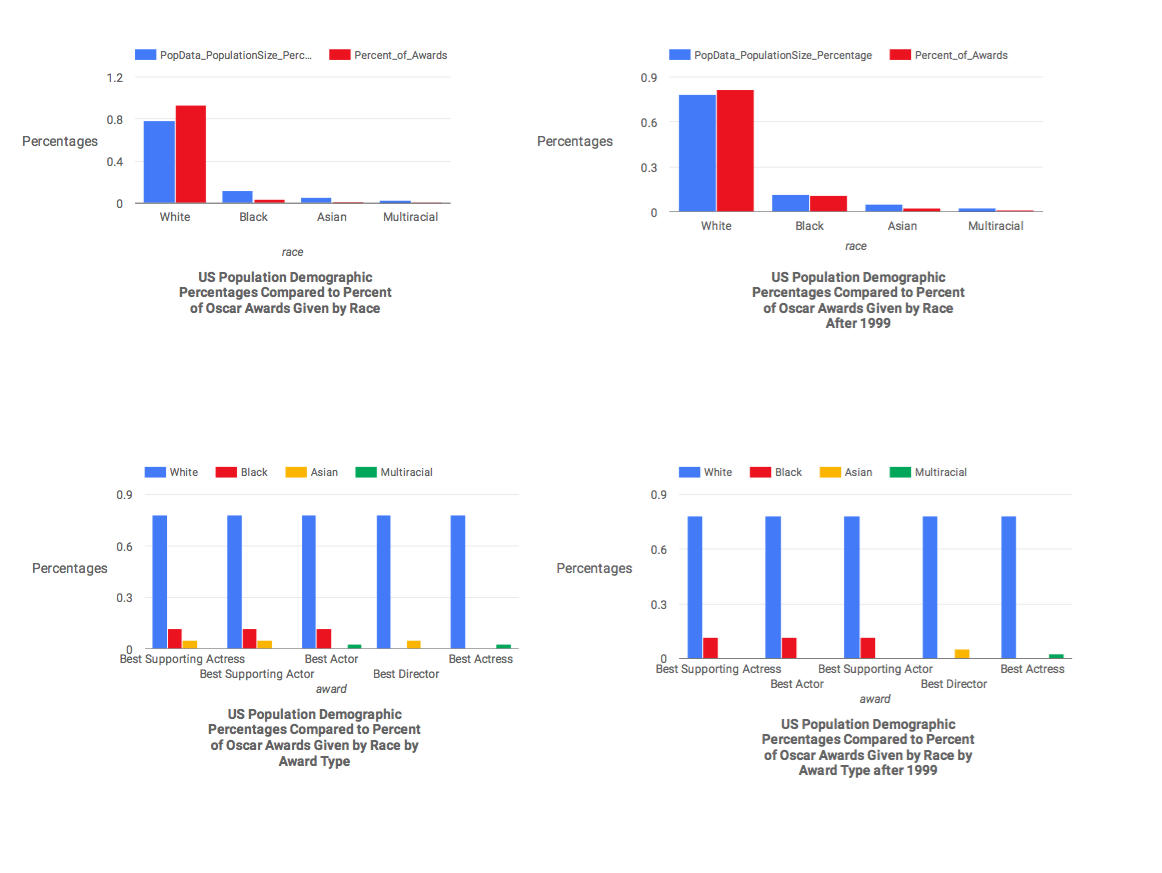 PopData_PopulationSize_Perc... Percent_of_Awards
1.2
0.8
0.4
0
Percentages
White Black Asian Multiracial
race
US Population Demographic
Percentages Compared to Percent
of Oscar Awards Given by Race
PopData_PopulationSize_Percentage Percent_of_Awards
0.9
0.6
0.3
0
Percentages
White Black Asian Multiracial
race
US Population Demographic
Percentages Compared to Percent
of Oscar Awards Given by Race
After 1999
White Black Asian Multiracial
0.9
0.6
0.3
0
Percentages
Best Supporting Actress Best Actor Best Actress
Best Supporting Actor Best Director
award
US Population Demographic
Percentages Compared to Percent
of Oscar Awards Given by Race by
Award Type
White Black Asian Multiracial
0.9
0.6
0.3
0
Percentages
Best Supporting Actress Best Supporting Actor Best Actress
Best Actor Best Director
award
US Population Demographic
Percentages Compared to Percent
of Oscar Awards Given by Race by
Award Type after 1999